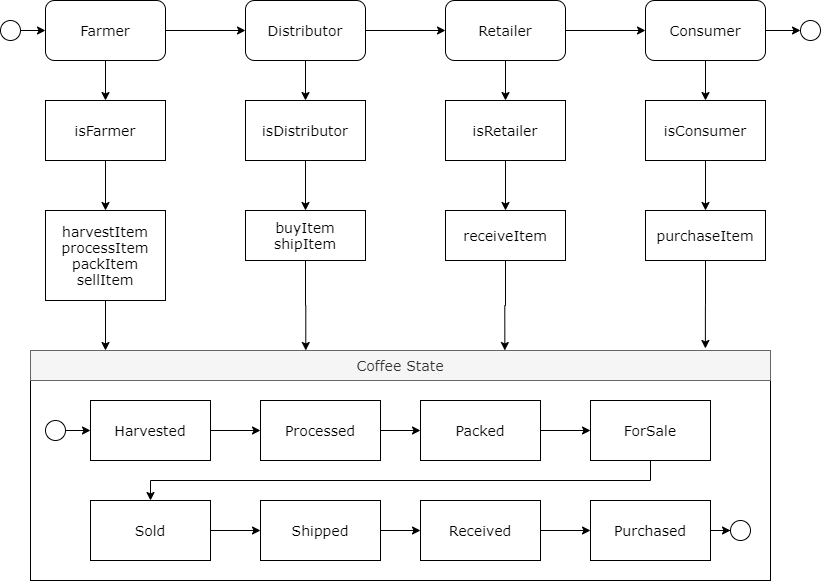 Farmer
Distributor
Retailer
Consumer
isFarmer
isDistributor
isRetailer
isConsumer
harvestItem
processItem
packItem
sellItem
buyItem
shipItem
receiveItem
purchaseItem
Coffee State
Harvested
Processed
Packed
ForSale
Sold
Shipped
Received
Purchased